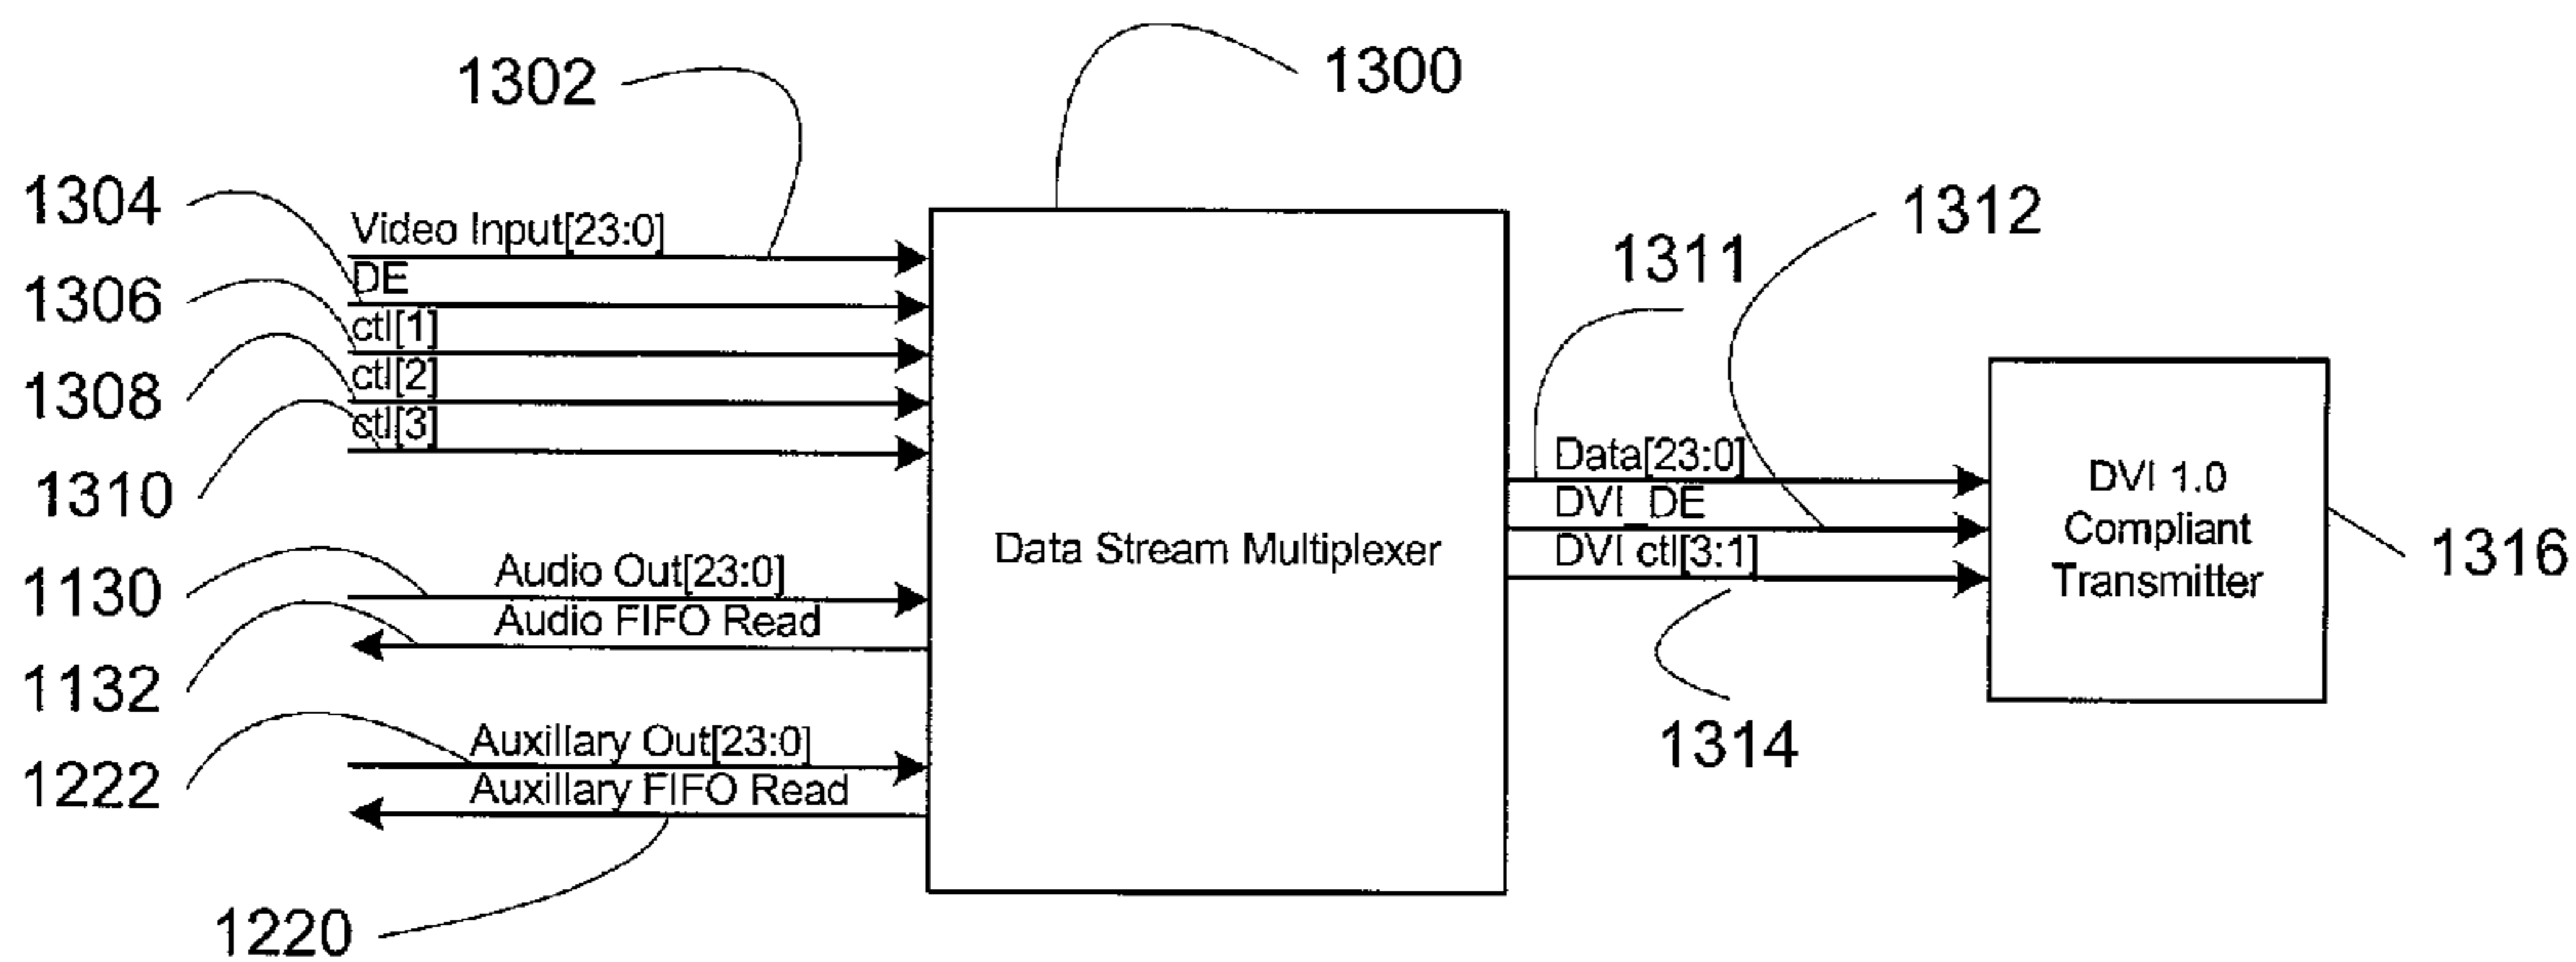 1302
1300
1304
Video Input[23:0]
1312
DE
1311
1306
ctl[1]
1308
ctl[2]
ctl[3]
1310
Data[23:0]
DVI_DE
DVI ctl[3:1]
DVI 1.0
Compliant
Transmitter
1316
Data Stream Multiplexer
1130
Audio Out[23:0]
Audio FIFO Read
1132
1314
Auxillary Out[23:0]
1222
Auxillary FIFO Read
1220